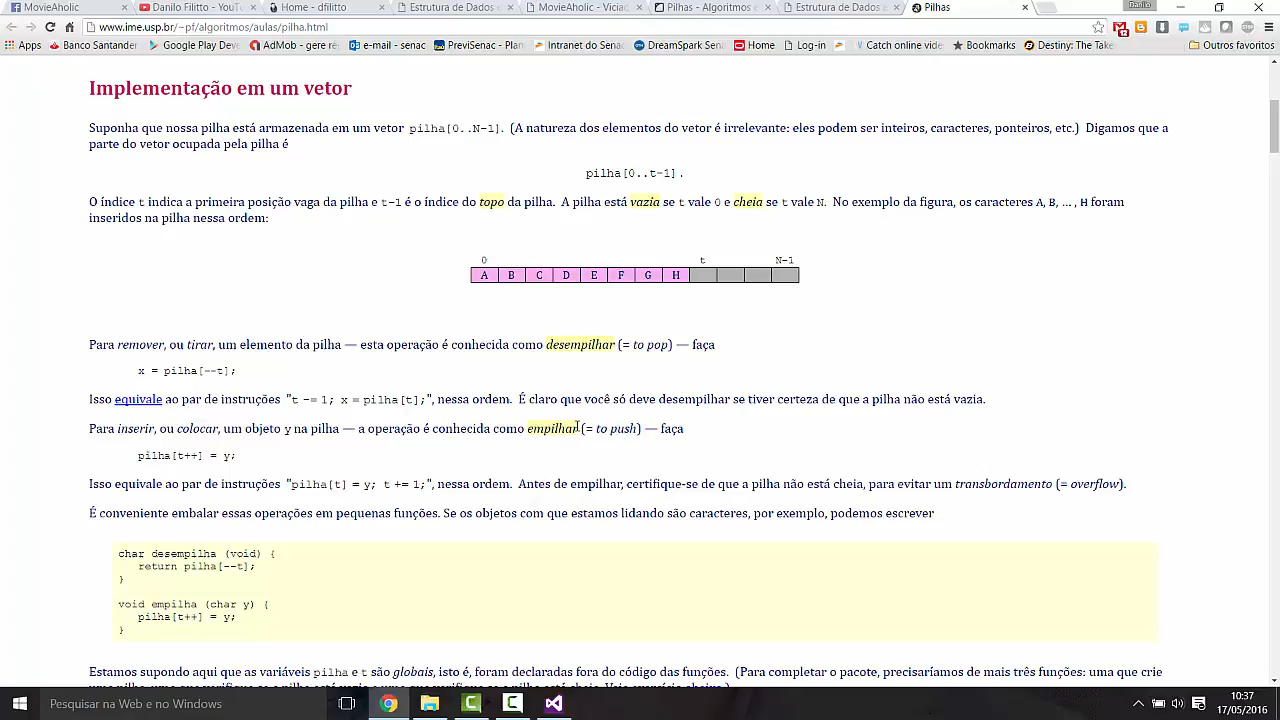 MovieAholic
Danilo Filitto - YouTu
Home - dfilitto
Estrutura de Dados e
MovieAholic - Viciad
Pilhas - Algoritmos e
Estrutura de Dados e
Pilhas
Danilo
www.ime.usp.br/~pf/algoritmos/aulas/pilha.html
Apps
Banco Santander
Google Play Devel
AdMob - gere rec
e-mail - senac
PreviSenac - Plan
Intranet do Senac
DreamSpark Sena
Home
Log-in
Catch online vide
Bookmarks
Destiny: The Take
Outros favoritos
Implementação em um vetor
Suponha que nossa pilha está armazenada em um vetor pilha[0..N-1]. (A natureza dos elementos do vetor é irrelevante: eles podem ser inteiros, caracteres, ponteiros, etc.) Digamos que a
parte do vetor ocupada pela pilha é
pilha[0..t-1].
O índice t indica a primeira posição vaga da pilha e t-1 é o índice do topo da pilha. A pilha está vazia se t vale 0 e cheia se t vale N. No exemplo da figura, os caracteres A, B, ... , H foram
inseridos na pilha nessa ordem:
0 t N-1
A B C D E F G H
Para remover, ou tirar, um elemento da pilha — esta operação é conhecida como desempilhar (= to pop) — faça
x = pilha[--t];
Isso equivale ao par de instruções "t -= 1; x = pilha[t];", nessa ordem. É claro que você só deve desempilhar se tiver certeza de que a pilha não está vazia.
Para inserir, ou colocar, um objeto y na pilha — a operação é conhecida como empilhar (= to push) — faça
pilha[t++] = y;
Isso equivale ao par de instruções "pilha[t] = y; t += 1;", nessa ordem. Antes de empilhar, certifique-se de que a pilha não está cheia, para evitar um transbordamento (= overflow).
É conveniente embalar essas operações em pequenas funções. Se os objetos com que estamos lidando são caracteres, por exemplo, podemos escrever
char desempilha (void) {
return pilha[--t];
}
void empilha (char y) {
pilha[t++] = y;
}
Estamos supondo aqui que as variáveis pilha e t são globais, isto é, foram declaradas fora do código das funções. (Para completar o pacote, precisaríamos de mais três funções: uma que crie
Pesquisar na Web e no Windows
10:37
17/05/2016